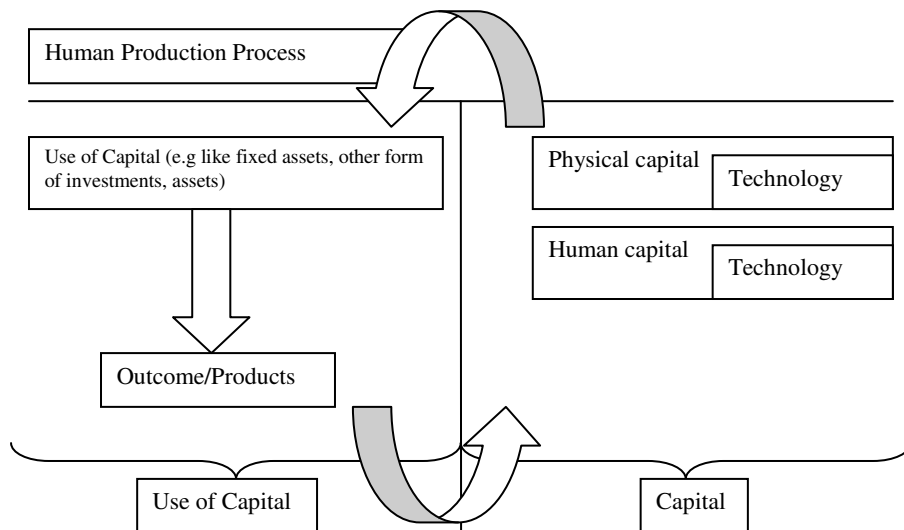 Human Production Process
Use of Capital (e.g like fixed assets, other form
of investments, assets)
Outcome/Products
Use of Capital
Physical capital
Technology
Human capital
Technology
Capital